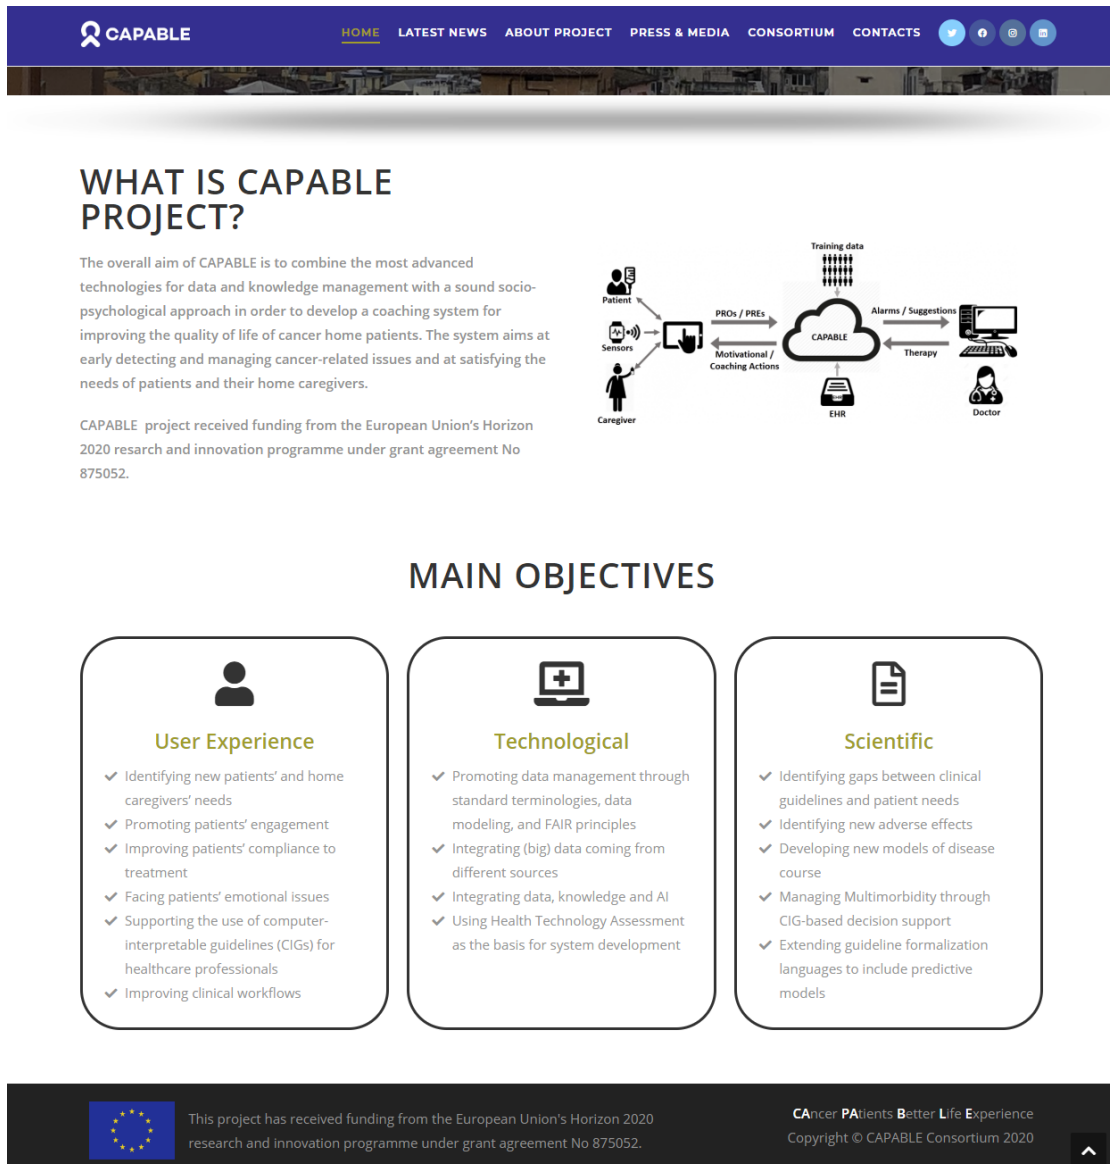 CAPABLE
HOME LATEST NEWS ABOUT PROJECT PRESS & MEDIA CONSORTIUM CONTACTS
WHAT IS CAPABLE
PROJECT?
The overall aim of CAPABLE is to combine the most advanced
technologies for data and knowledge management with a sound socio-
psychological approach in order to develop a coaching system for
improving the quality of life of cancer home patients. The system aims at
early detecting and managing cancer-related issues and at satisfying the
needs of patients and their home caregivers.
CAPABLE project received funding from the European Union’s Horizon
2020 resarch and innovation programme under grant agreement No
875052.
Training data
Patient
PROs / PREs
Alarms / Suggestions
CAPABLE
Sensors
Motivational /
Coaching Actions
Therapy
EHR
Caregiver
EHR
Doctor
MAIN OBJECTIVES
User Experience
Identifying new patients’ and home
caregivers’ needs
Promoting patients’ engagement
Improving patients’ compliance to
treatment
Facing patients’ emotional issues
Supporting the use of computer-
interpretable guidelines (CIGs) for
healthcare professionals
Improving clinical workflows
Technological
Promoting data management through
standard terminologies, data
modeling, and FAIR principles
Integrating (big) data coming from
different sources
Integrating data, knowledge and AI
Using Health Technology Assessment
as the basis for system development
Scientific
Identifying gaps between clinical
guidelines and patient needs
Identifying new adverse effects
Developing new models of disease
course
Managing Multimorbidity through
CIG-based decision support
Extending guideline formalization
languages to include predictive
models
This project has received funding from the European Union's Horizon 2020
research and innovation programme under grant agreement No 875052.
CAncer PAtients Better Life Experience
Copyright © CAPABLE Consortium 2020